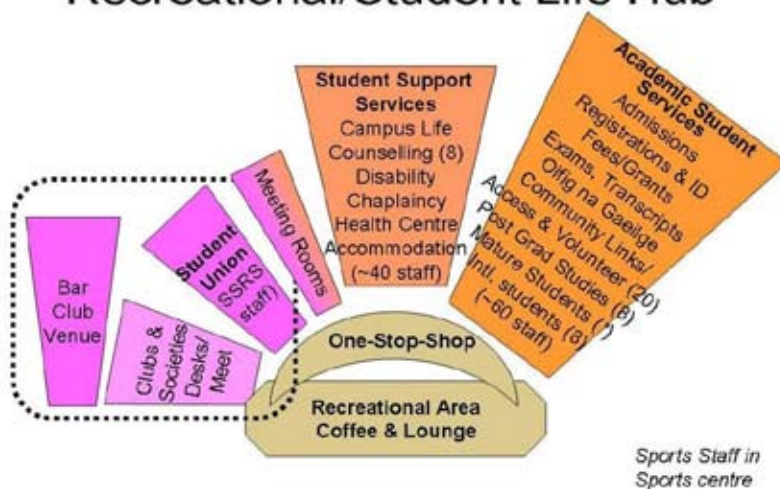 Recreational/Student Life Hub
Bar
Club
Venue
Clubs &
Societies
Desks/
Meet
Student
Union
SSRS
staff)
Meeting Rooms
Student Support
Services
Campus Life
Counselling (8)
Disability
Chaplaincy
Health Centre
Accommodation
(~40 staff)
Academic Student
Services
Admissions
Registrations & ID
Fees/Grants
Exams, Transcripts
Oifig na Gaeilge
Community Links/
Access & Volunteer (20)
Post Grad Studies (8)
Mature Students (
Intl. students (8)
(~60 staff)
One-Stop-Shop
Recreational Area
Coffee & Lounge
Sports Staff in
Sports centre